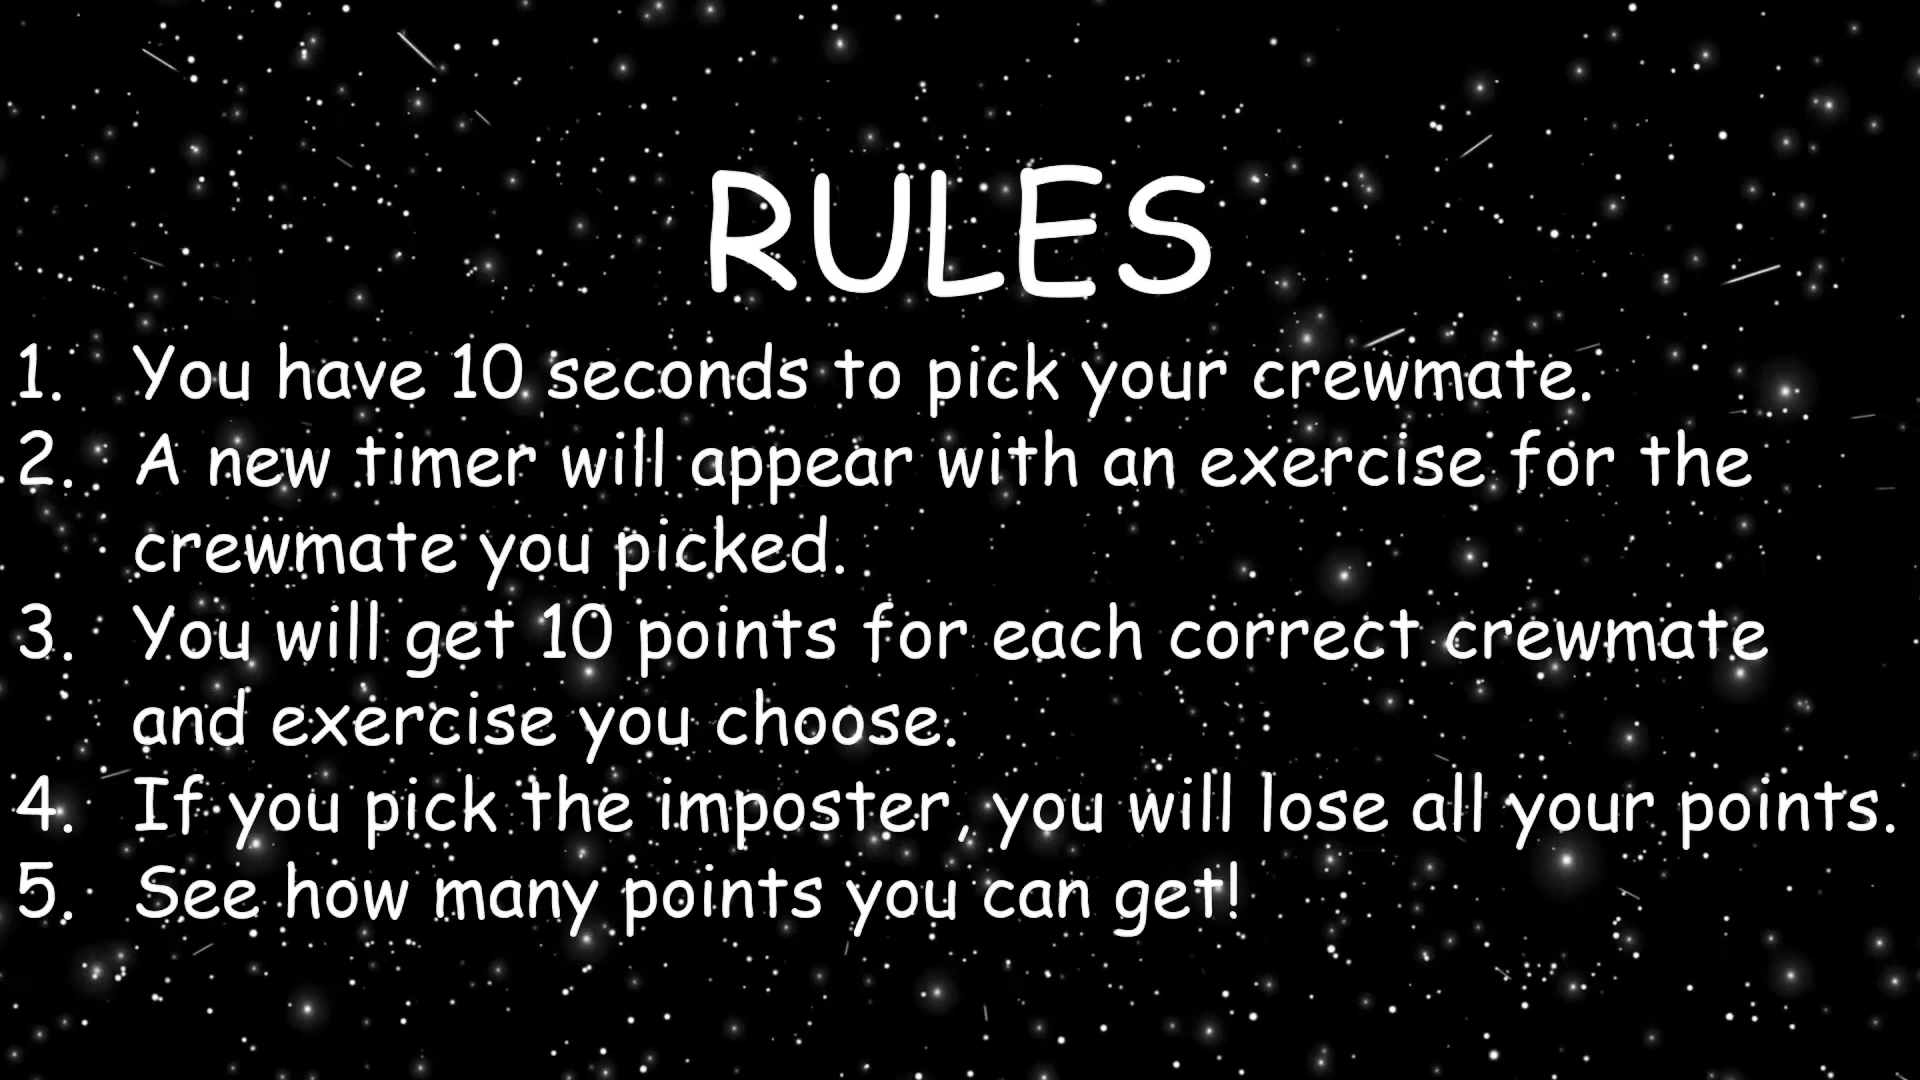 RULES
1. You have 10 seconds to pick your crewmate.
2. A new timer will appear with an exercise for the
crewmate you picked.
3. You will get 10 points for each correct crewmate
and exercise you choose.
4. If you pick the imposter, you will lose all your points.
5. See how many points you can get!